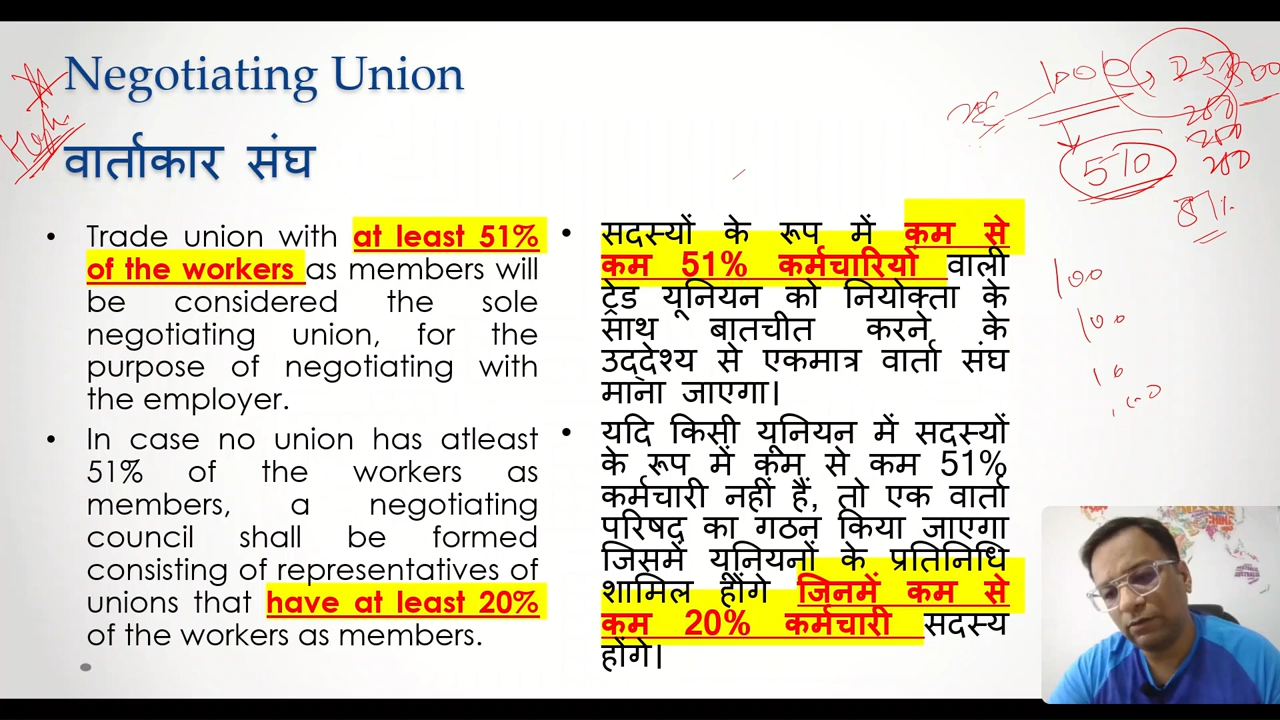 Negotiating Union
वार्ताकार संघ
• Trade union with at least 51%
of the workers as members will
be considered the sole
negotiating union, for the
purpose of negotiating with
the employer.
• In case no union has atleast
51% of the workers as
members, a negotiating
council shall be formed
consisting of representatives of
unions that have at least 20%
of the workers as members.
• सदस्यों के रूप में कम से
कम 51% कर्मचारियों वाली
ट्रेड यूनियन को नियोक्ता के
साथ बातचीत करने के
उद्देश्य से एकमात्र वार्ता संघ
माना जाएगा।
• यदि किसी यूनियन में सदस्यों
के रूप में कम से कम 51%
कर्मचारी नहीं हैं, तो एक वार्ता
परिषद का गठन किया जाएगा
जिसमें यूनियनों के प्रतिनिधि
शामिल होंगे जिनमें कम से
कम 20% कर्मचारी सदस्य
होंगे।
1000
200
200
200
510
51%
100
100